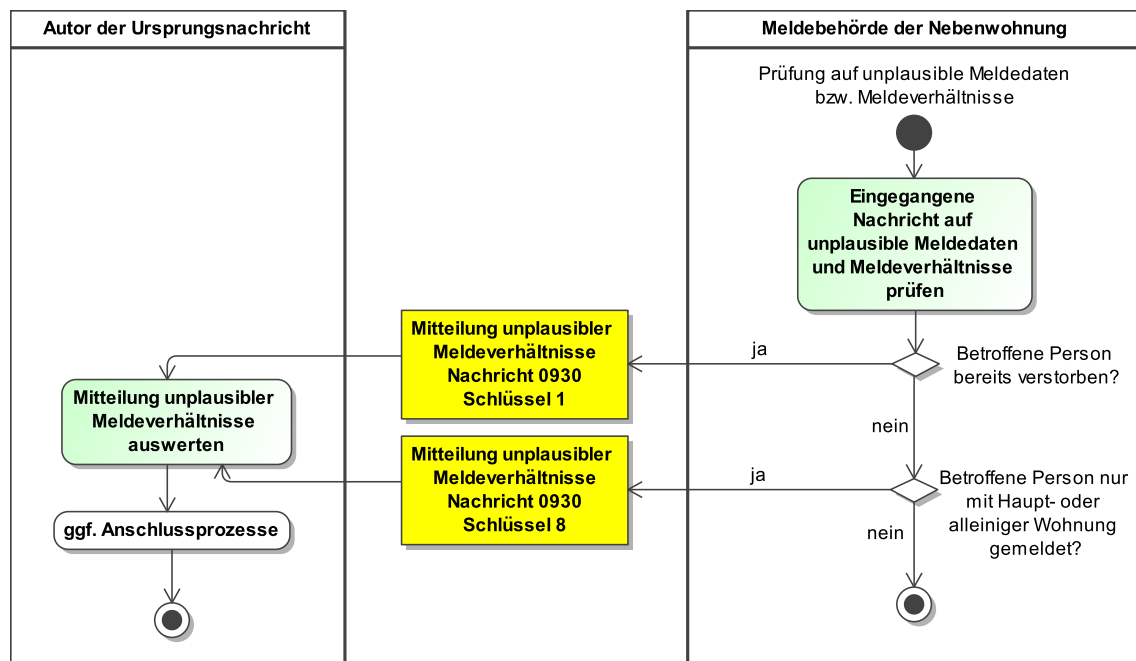 Autor der Ursprungsnachricht
Meldebehörde der Nebenwohnung
Prüfung auf unplausible Meldedaten
bzw. Meldeverhältnisse
Eingegangene
Nachricht auf
unplausible Meldedaten
und Meldeverhältnisse
prüfen
Betroffene Person
bereits verstorben?
ja
nein
Mitteilung unplausibler
Meldeverhältnisse
Nachricht 0930
Schlüssel 1
Mitteilung unplausibler
Meldeverhältnisse
auswerten
Betroffene Person nur
mit Haupt- oder
alleiniger Wohnung
gemeldet?
ja
nein
Mitteilung unplausibler
Meldeverhältnisse
Nachricht 0930
Schlüssel 8
ggf. Anschlussprozesse